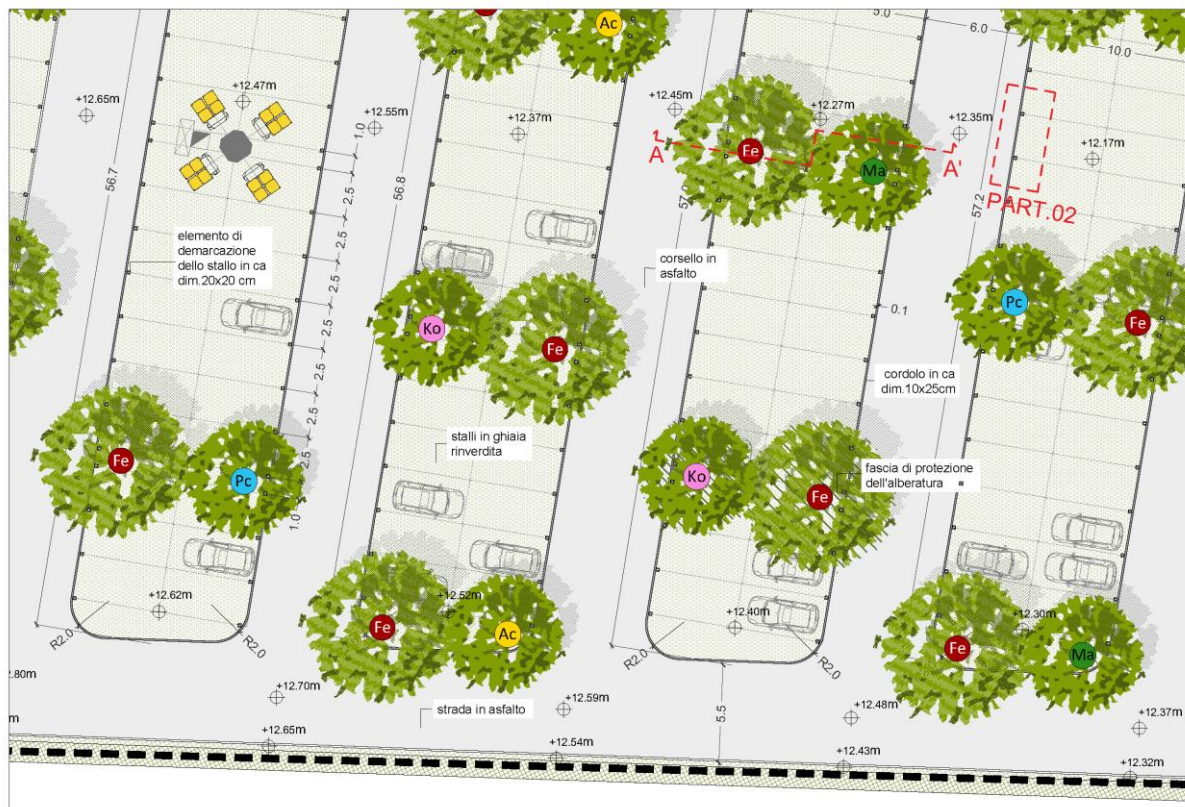 Ac
5.0
6.0
10.0
+12.65m
+12.47m
+12.55m
+12.37m
+12.45m
+12.27m
+12.35m
+12.17m
1.0
A
Fe
Ma
A'
PART.02
56.7
56.8
57.2
2.5
2.5
2.5
2.5
2.5
2.5
2.5
2.5
1.0
elemento di
demarcazione
dello stallo in ca
dim.20x20 cm
corsello in
asfalto
Ko
Fe
Pc
Fe
0.1
cordolo in ca
dim.10x25cm
stalli in ghiaia
rinverdita
Fe
Pc
Ko
Fe
fascia di protezione
dell'alberatura
+12.62m
+12.52m
+12.40m
+12.30m
R2.0
R2.0
Fe
Ac
R2.0
R2.0
Fe
Ma
+12.70m
+12.59m
+12.48m
+12.37m
strada in asfalto
5.5
+12.65m
+12.54m
+12.43m
+12.32m